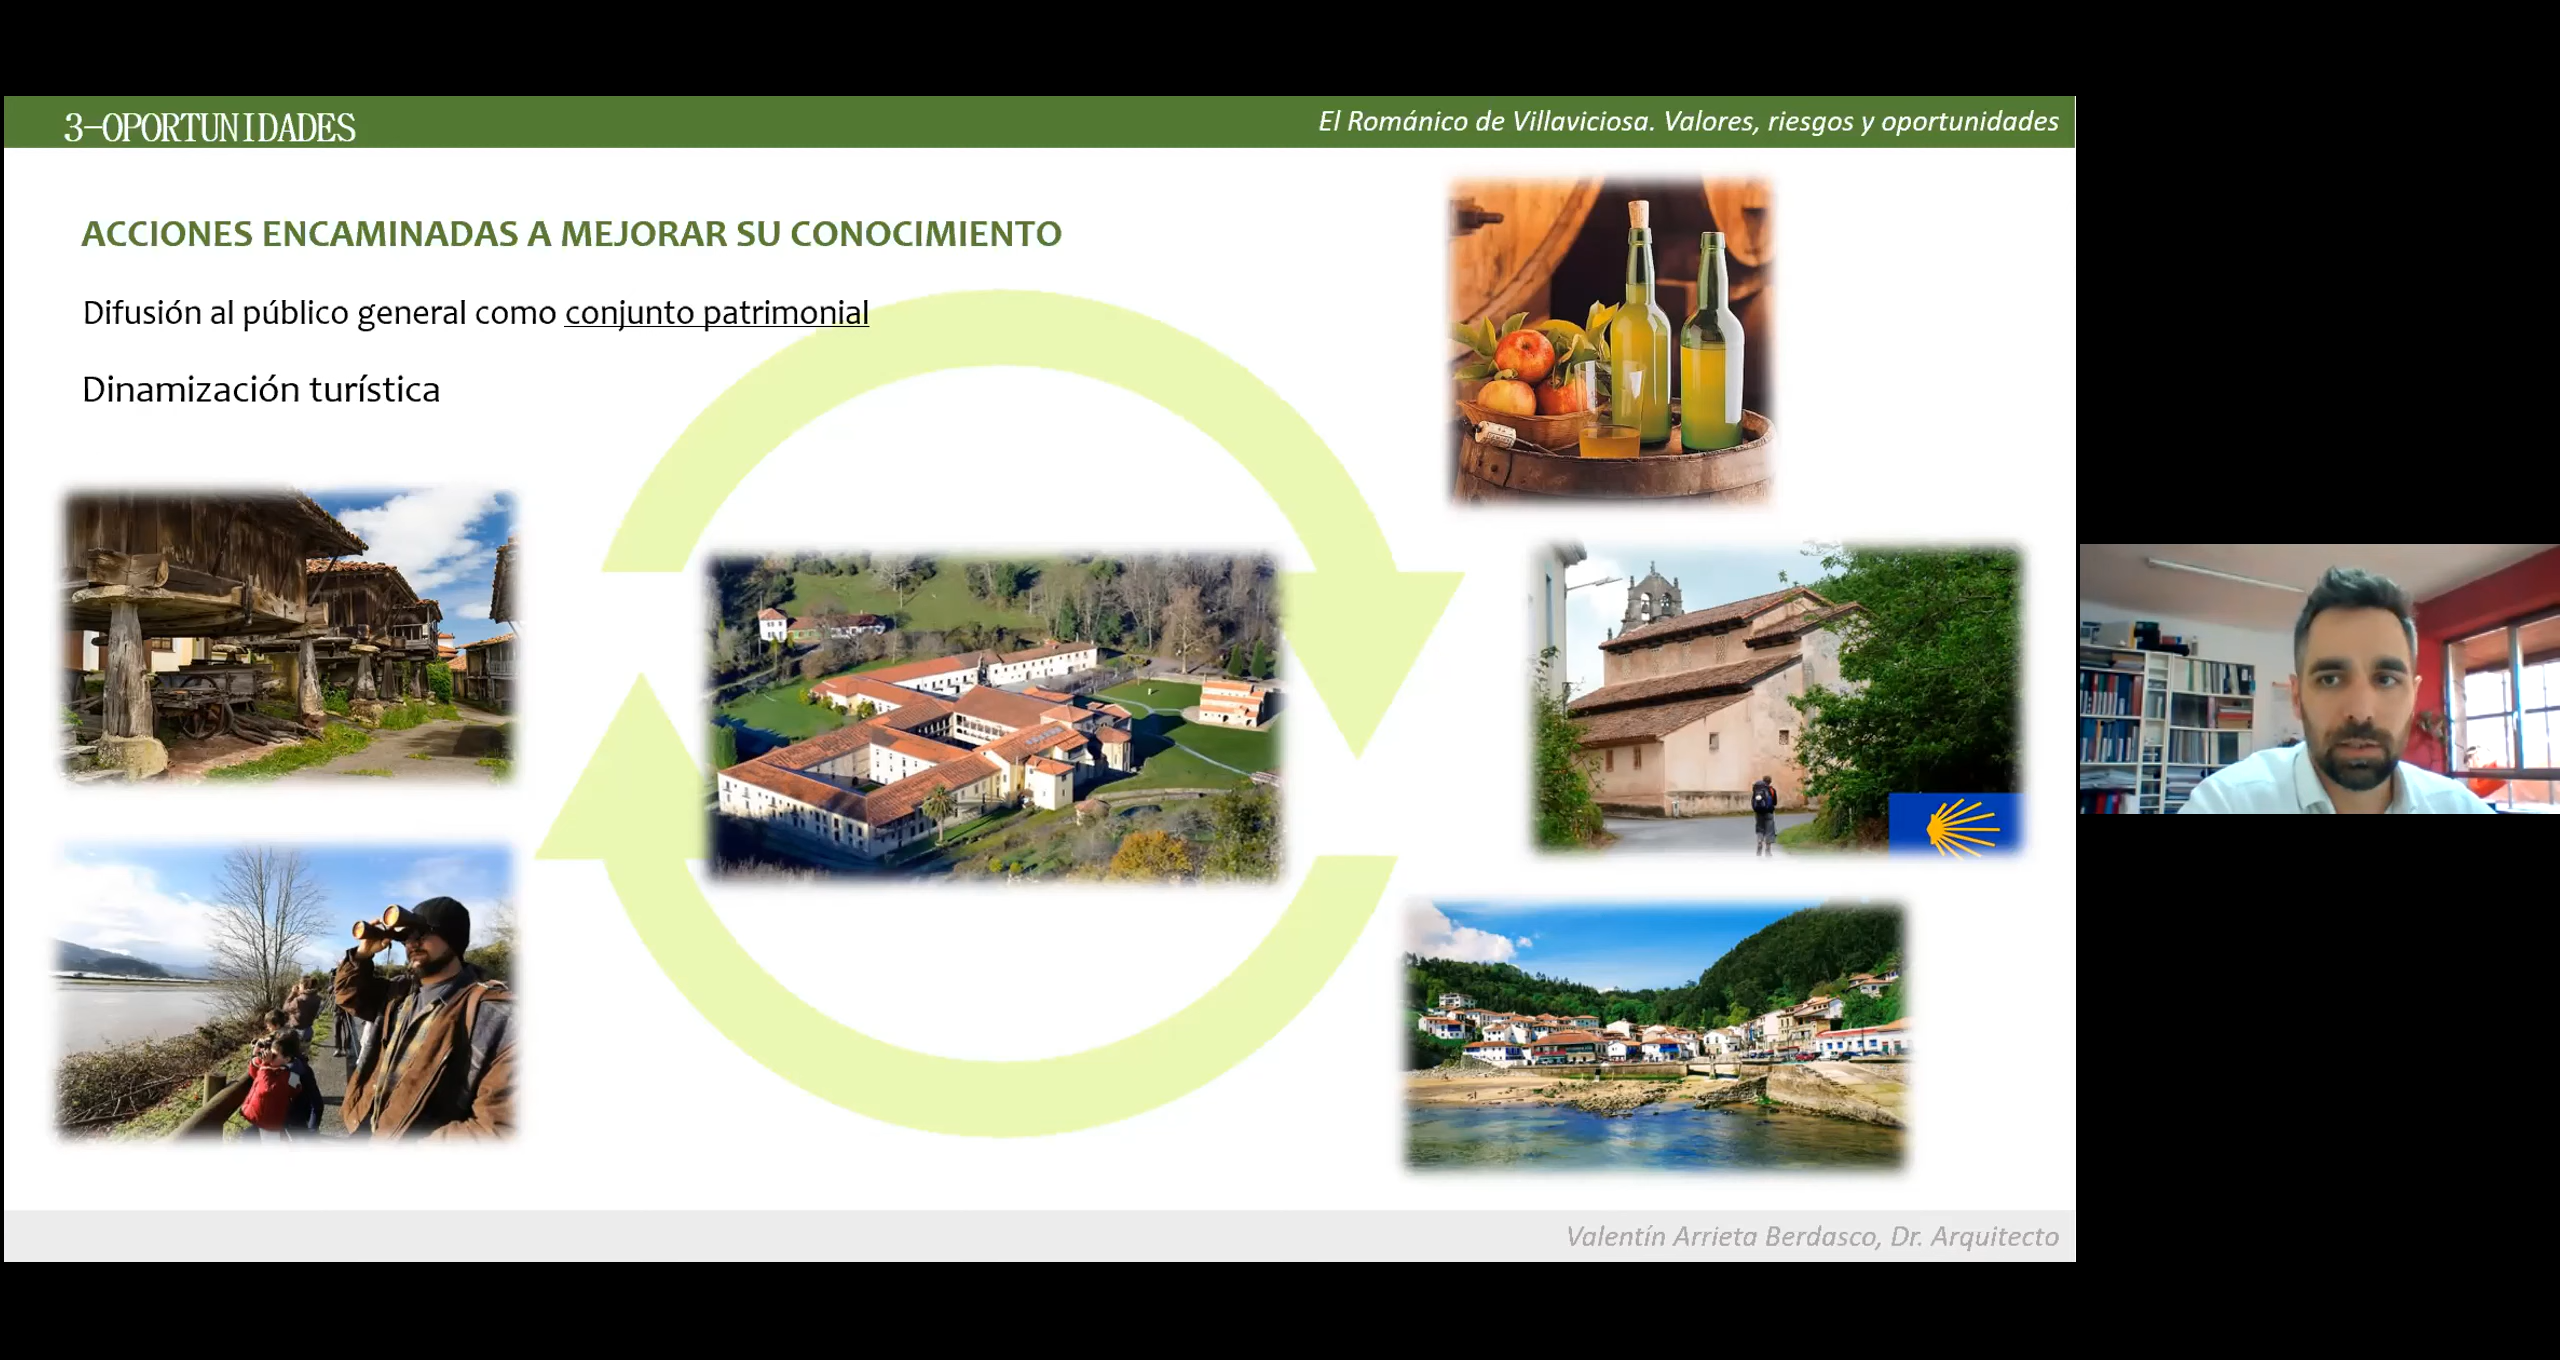 3-OPORTUNIDADES
El Románico de Villaviciosa. Valores, riesgos y oportunidades
ACCIONES ENCAMINADAS A MEJORAR SU CONOCIMIENTO
Difusión al público general como conjunto patrimonial
Dinamización turística
Valentín Arrieta Berdasco, Dr. Arquitecto